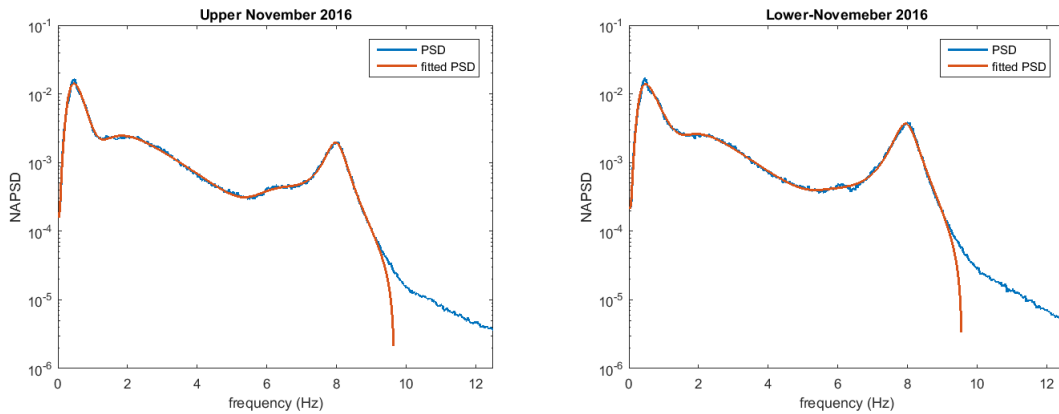 Upper November 2016
PSD
fitted PSD
10^-1
10^-2
10^-3
10^-4
10^-5
10^-6
NAPSD
0 2 4 6 8 10 12
frequency (Hz)
Lower-Novemeber 2016
PSD
fitted PSD
10^-1
10^-2
10^-3
10^-4
10^-5
10^-6
NAPSD
0 2 4 6 8 10 12
frequency (Hz)